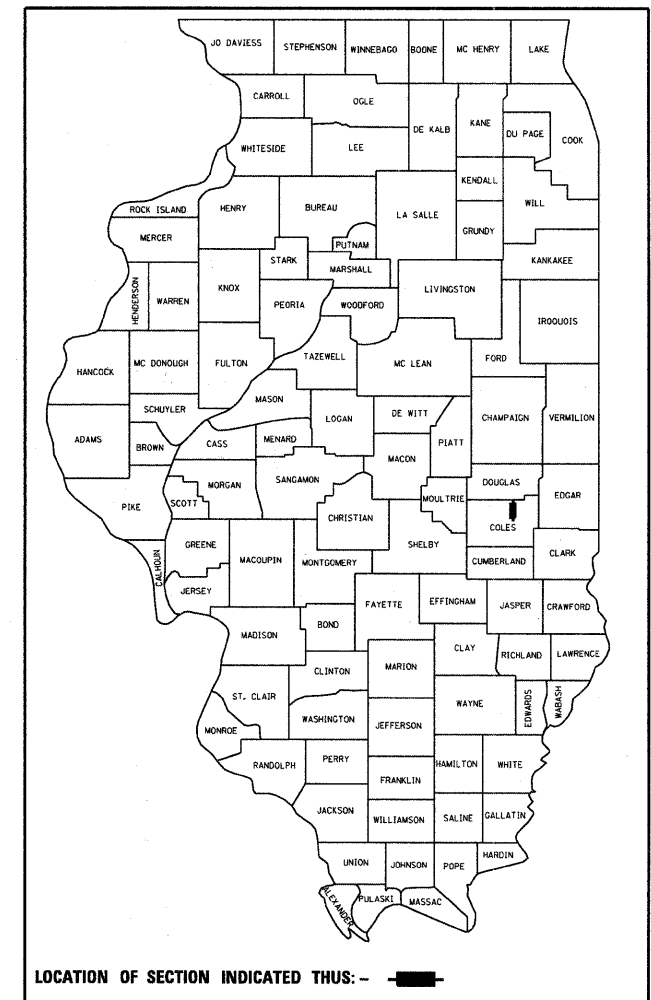 JO DAVIESS
STEPHENSON
WINNEBAGO
BOONE
MC HENRY
LAKE
CARROLL
OGLE
DE KALB
KANE
DU PAGE
COOK
WHITESIDE
LEE
KENDALL
WILL
ROCK ISLAND
HENRY
BUREAU
LA SALLE
GRUNDY
MERCER
PUTNAM
KANKAKEE
STARK
MARSHALL
HENDERSON
WARREN
KNOX
PEORIA
WOODFORD
LIVINGSTON
IROQUOIS
HANCOCK
MC DONOUGH
FULTON
TAZEWELL
MC LEAN
FORD
MASON
SCHUYLER
LOGAN
DE WITT
CHAMPAIGN
VERMILION
ADAMS
BROWN
CASS
MENARD
PIATT
MACON
MORGAN
SANGAMON
DOUGLAS
EDGAR
PIKE
SCOTT
CHRISTIAN
MOULTRIE
COLES
GREENE
MACOUPIN
MONTGOMERY
SHELBY
CUMBERLAND
CLARK
CALHOUN
JERSEY
FAYETTE
EFFINGHAM
JASPER
CRAWFORD
MADISON
BOND
CLAY
RICHLAND
LAWRENCE
MARION
CLINTON
ST. CLAIR
WAYNE
EDWARDS
WABASH
WASHINGTON
JEFFERSON
MONROE
RANDOLPH
PERRY
HAMILTON
WHITE
FRANKLIN
JACKSON
WILLIAMSON
SALINE
GALLATIN
UNION
JOHNSON
POPE
HARDIN
ALEXANDER
PULASKI
MASSAC
LOCATION OF SECTION INDICATED THUS: –